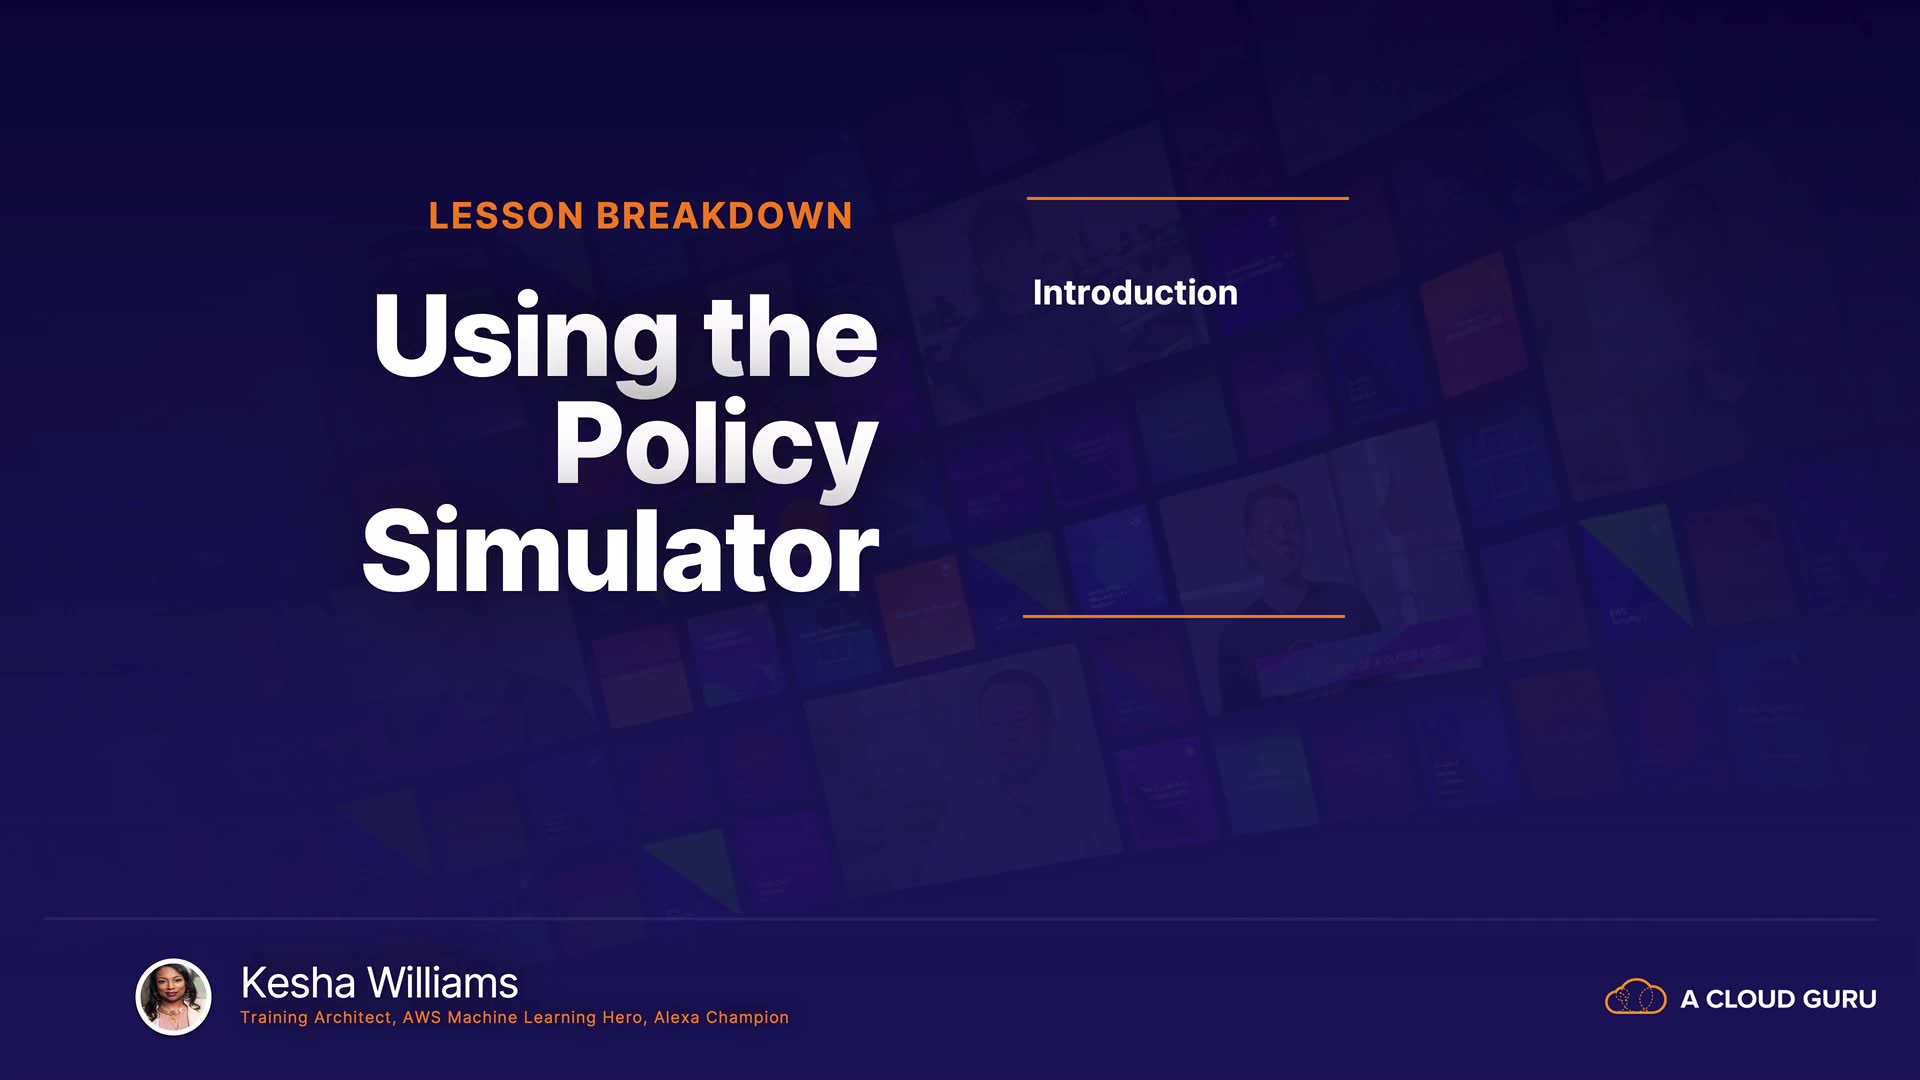 LESSON BREAKDOWN
Using the
Policy
Simulator
Introduction
Kesha Williams
Training Architect, AWS Machine Learning Hero, Alexa Champion
A CLOUD GURU